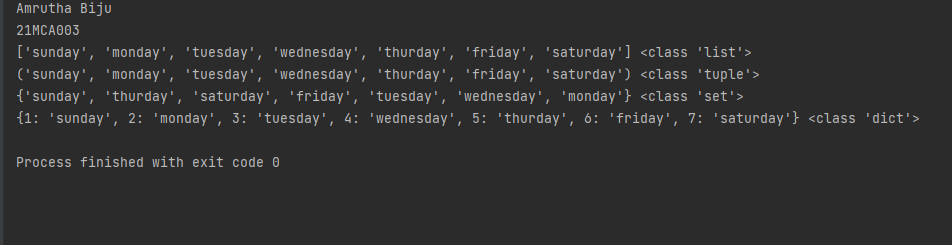 Amrutha Biju
21MCA003
['sunday', 'monday', 'tuesday', 'wednesday', 'thurday', 'friday', 'saturday'] <class 'list'>
('sunday', 'monday', 'tuesday', 'wednesday', 'thurday', 'friday', 'saturday') <class 'tuple'>
{'sunday', 'thurday', 'saturday', 'friday', 'tuesday', 'wednesday', 'monday'} <class 'set'>
{1: 'sunday', 2: 'monday', 3: 'tuesday', 4: 'wednesday', 5: 'thurday', 6: 'friday', 7: 'saturday'} <class 'dict'>
Process finished with exit code 0